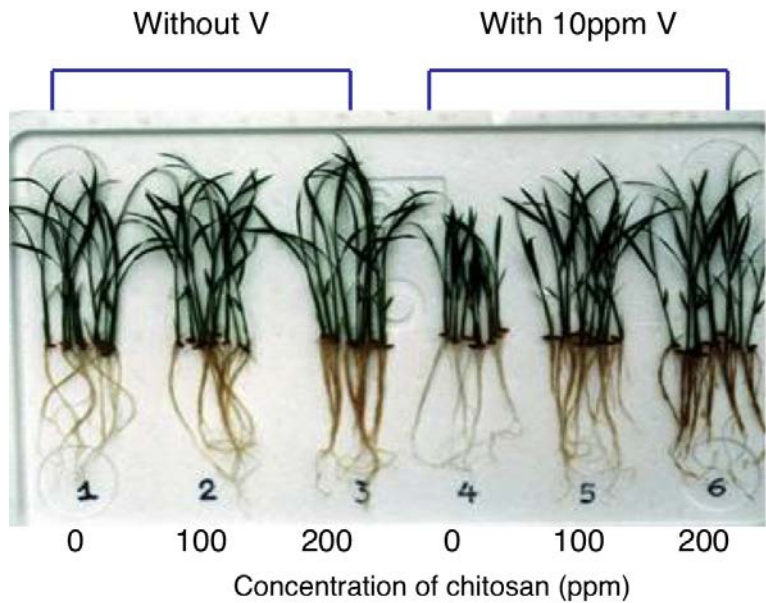 Without V With 10ppm V
1 2 3 4 5 6
0 100 200 0 100 200
Concentration of chitosan (ppm)